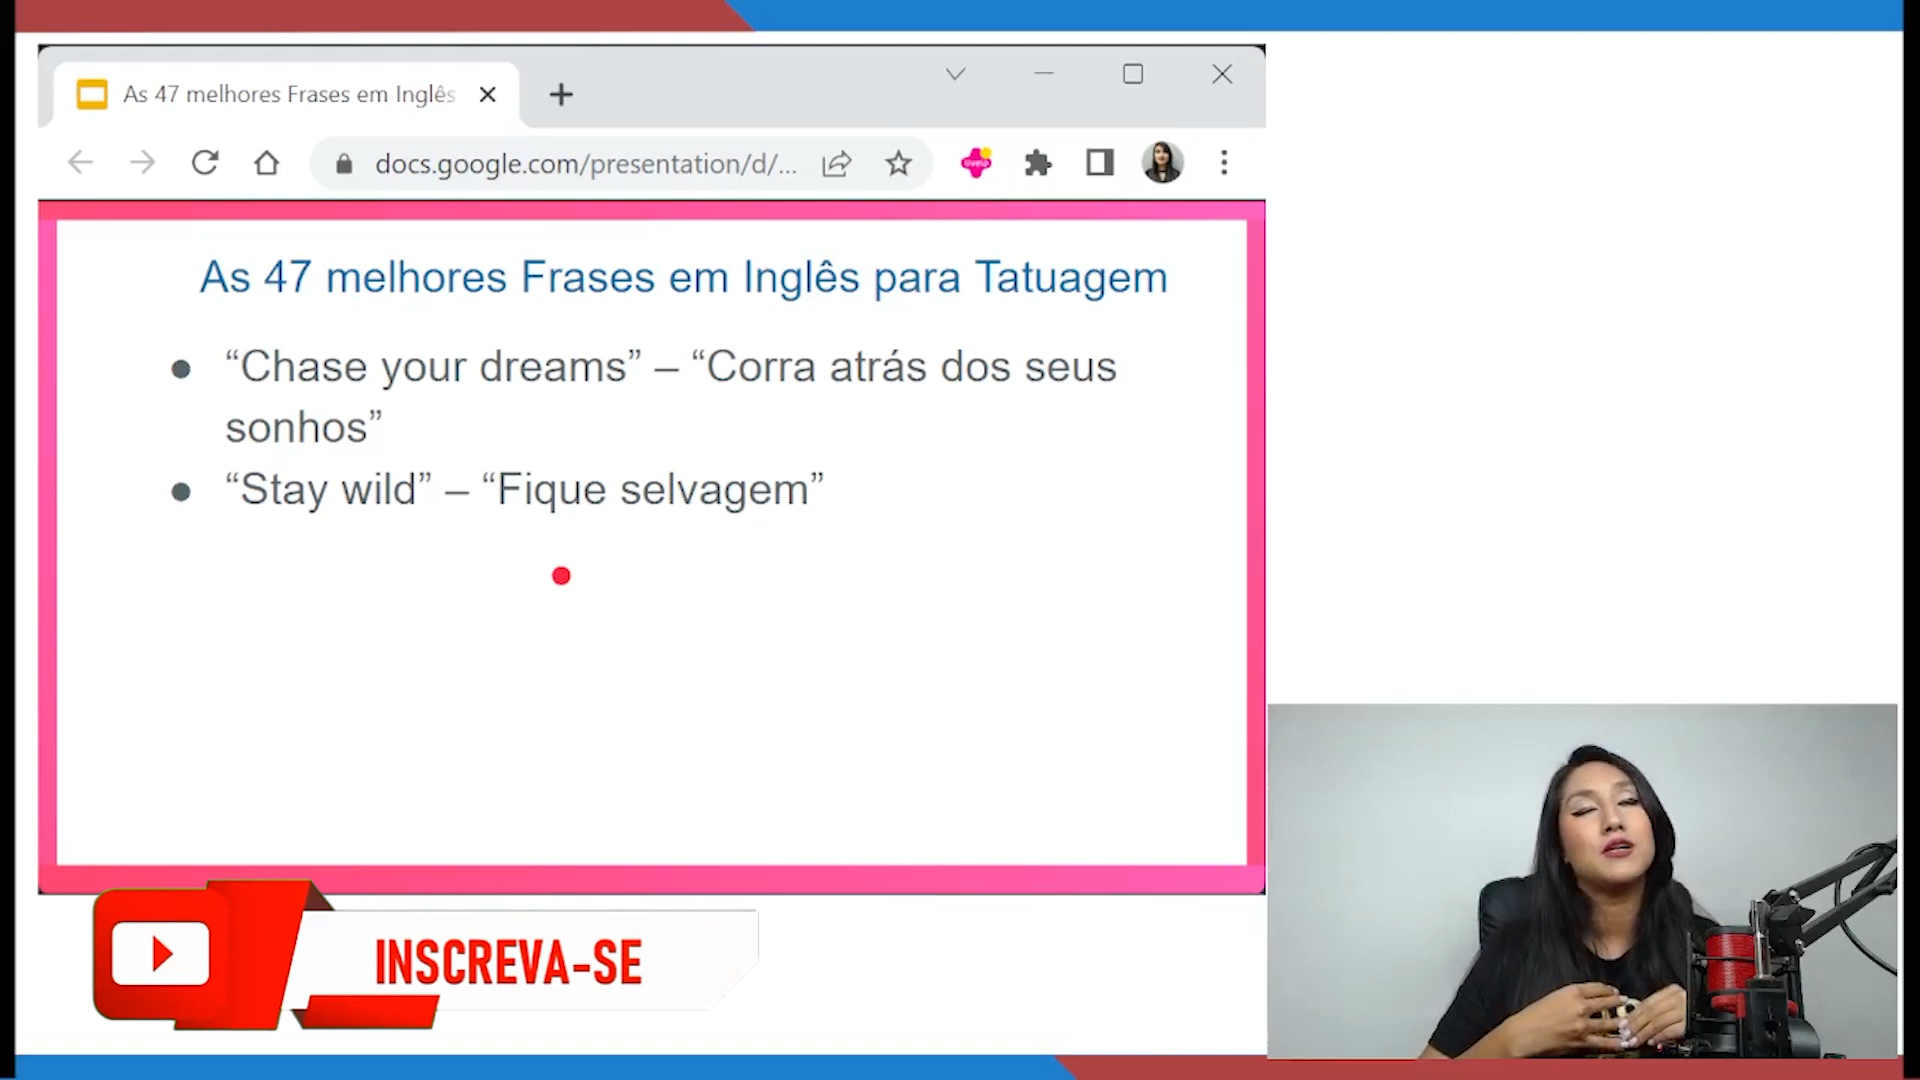 As 47 melhores Frases em Inglês
docs.google.com/presentation/d/...
As 47 melhores Frases em Inglês para Tatuagem
● “Chase your dreams” – “Corra atrás dos seus
sonhos”
● “Stay wild” – “Fique selvagem”
INSCREVA-SE